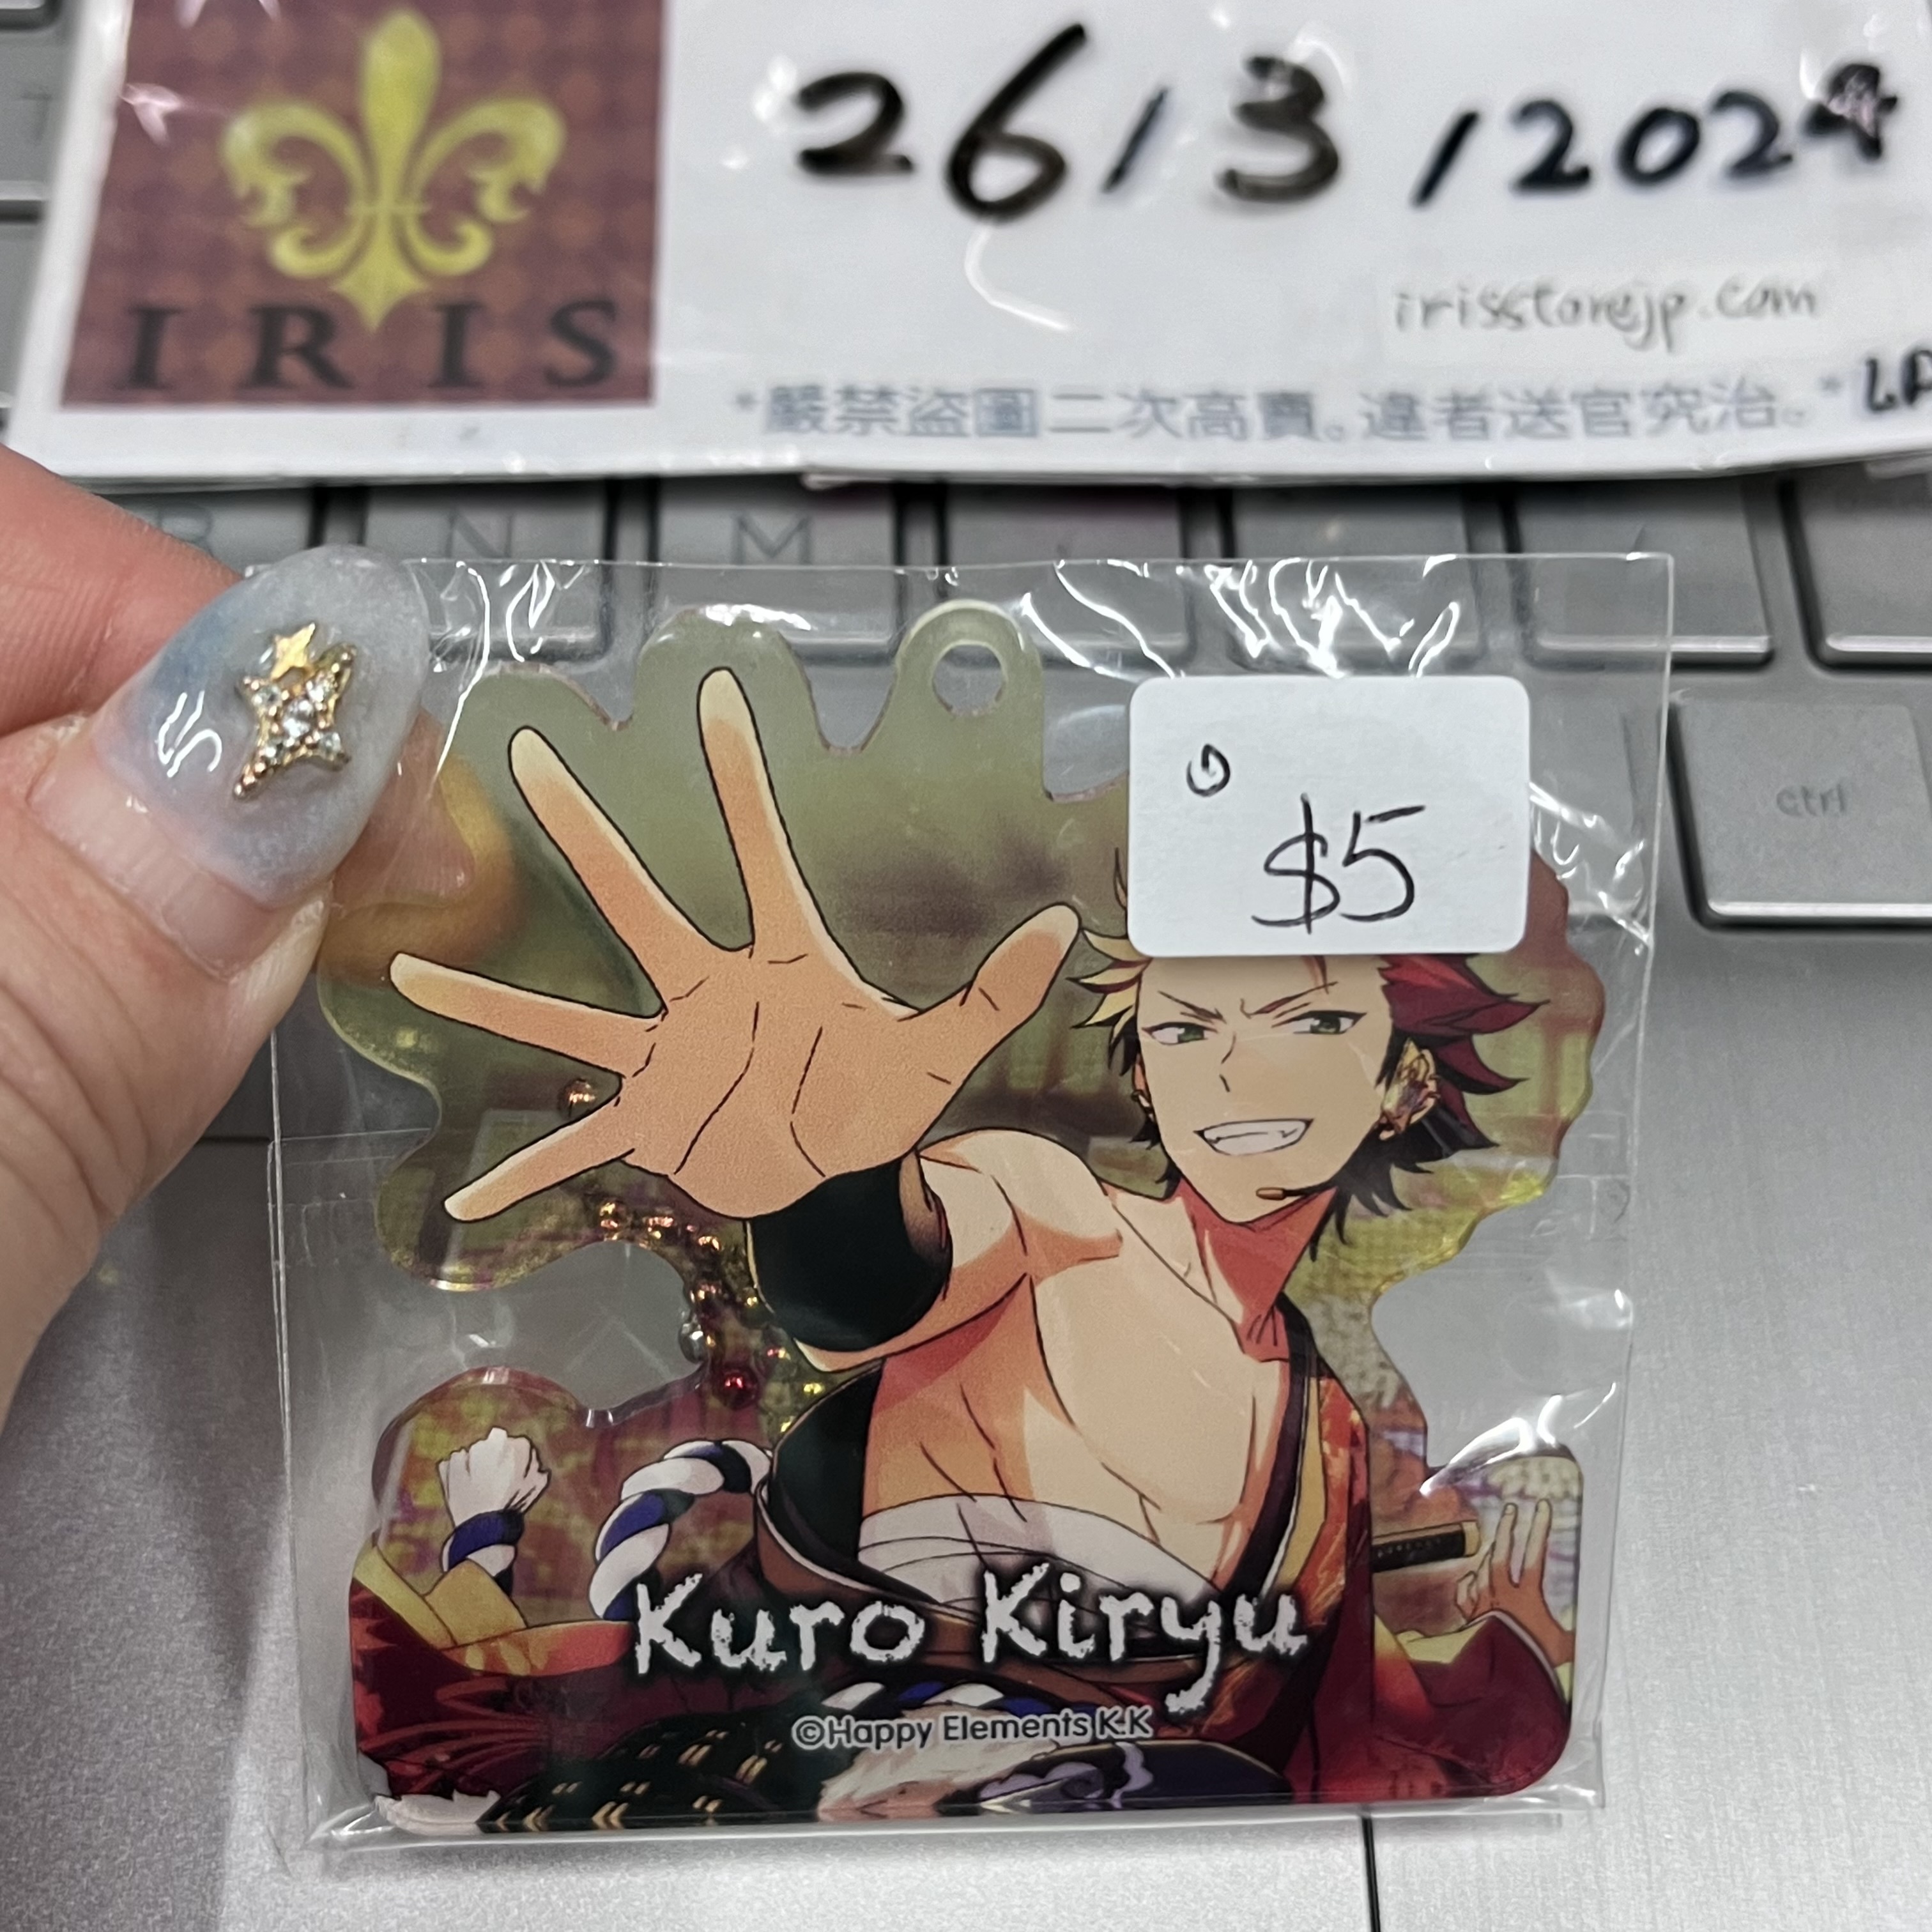 IRIS
26/3/2024
irisstorejp.com
*嚴禁盜圖二次高賣。違者送官究治。*
N
M
ctrl
$5
Kuro Kiryu
©Happy Elements K.K